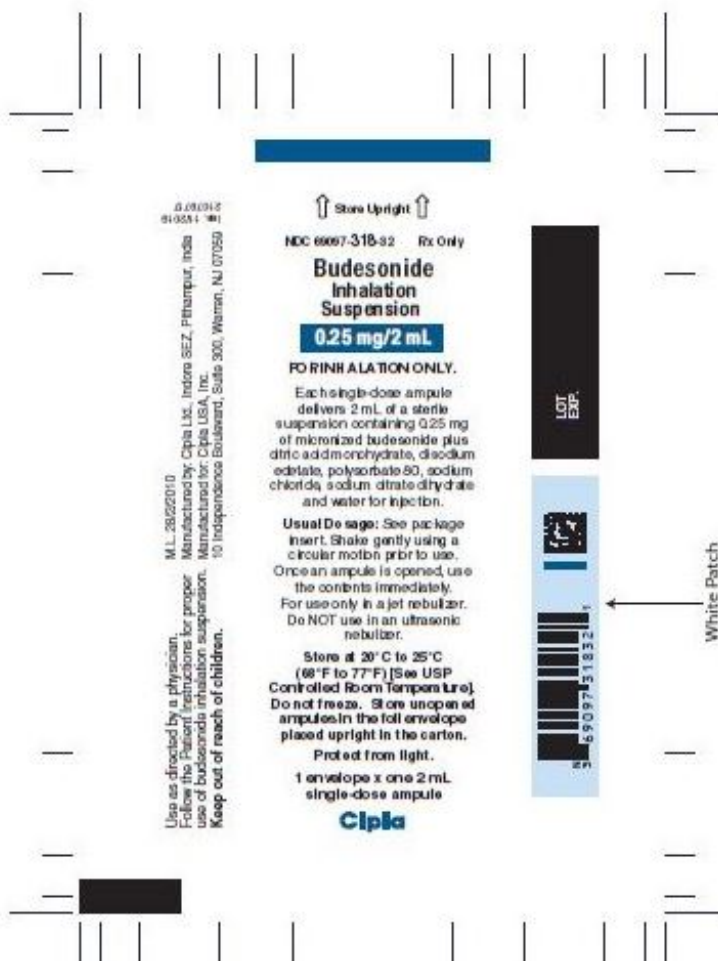 Store Upright
NDC 69097-318-32 Rx Only
Budesonide
Inhalation
Suspension
0.25 mg/2 mL
FOR INHALATION ONLY.
Each single-dose ampule
delivers 2 mL of a sterile
suspension containing 0.25 mg
of micronized budesonide plus
citric acid monohydrate, disodium
edetate, polysorbate 80, sodium
chloride, sodium citrate dihydrate
and water for injection.
Usual Dosage: See package
insert. Shake gently using a
circular motion prior to use.
Once an ampule is opened, use
the contents immediately.
For use only in a jet nebulizer.
Do NOT use in an ultrasonic
nebulizer.
Store at 20°C to 25°C
(68°F to 77°F) [See USP
Controlled Room Temperature].
Do not freeze. Store unopened
ampules in the foil envelope
placed upright in the carton.
Protect from light.
1 envelope x one 2 mL
single-dose ampule
Cipla
Use as directed by a physician.
Follow the Patient Instructions for proper
use of budesonide inhalation suspension.
Keep out of reach of children.
M.L. 28/2/2010
Manufactured by: Cipla Ltd., Indore SEZ, Pithampur, India
Manufactured for: Cipla USA, Inc.
10 Independence Boulevard, Suite 300, Warren, NJ 07059
11/2019
LOT
EXP.
N
3 69097 31832 1
White Patch